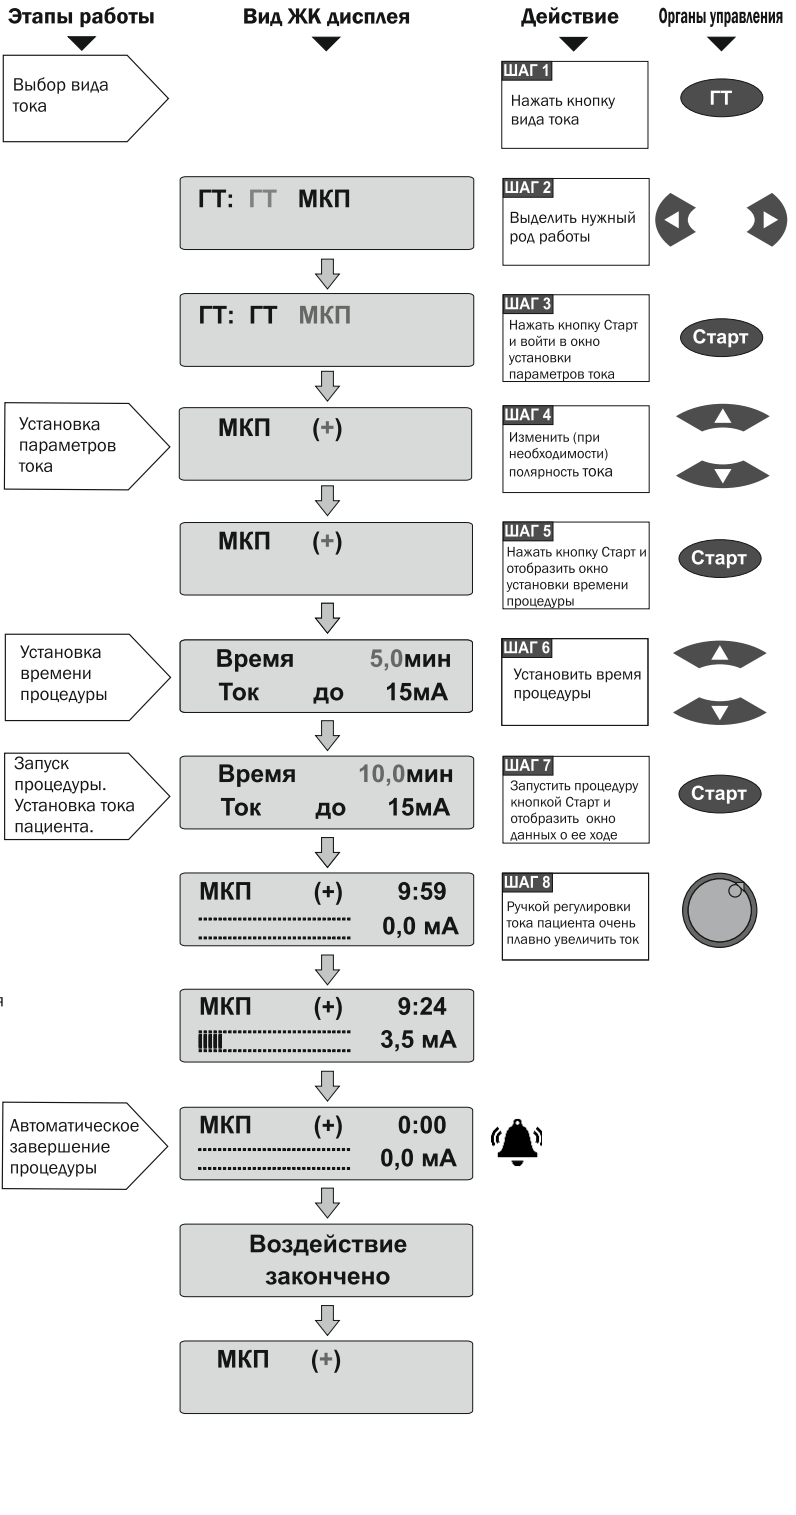 Этапы работы
Вид ЖК дисплея
Действие
Органы управления
Выбор вида
тока
ШАГ 1
Нажать кнопку
вида тока
ГТ
ГТ: ГТ МКП
ШАГ 2
Выделить нужный
род работы
ГТ: ГТ МКП
ШАГ 3
Нажать кнопку Старт
и войти в окно
установки
параметров тока
Старт
Установка
параметров
тока
МКП (+)
ШАГ 4
Изменить (при
необходимости)
полярность тока
МКП (+)
ШАГ 5
Нажать кнопку Старт и
отобразить окно
установки времени
процедуры
Старт
Установка
времени
процедуры
Время 5,0мин
Ток до 15мА
ШАГ 6
Установить время
процедуры
Запуск
процедуры.
Установка тока
пациента.
Время 10,0мин
Ток до 15мА
ШАГ 7
Запустить процедуру
кнопкой Старт и
отобразить окно
данных о ее ходе
Старт
МКП (+) 9:59
0,0 мА
ШАГ 8
Ручкой регулировки
тока пациента очень
плавно увеличить ток
я
МКП (+) 9:24
3,5 мА
Автоматическое
завершение
процедуры
МКП (+) 0:00
0,0 мА
Воздействие
закончено
МКП (+)